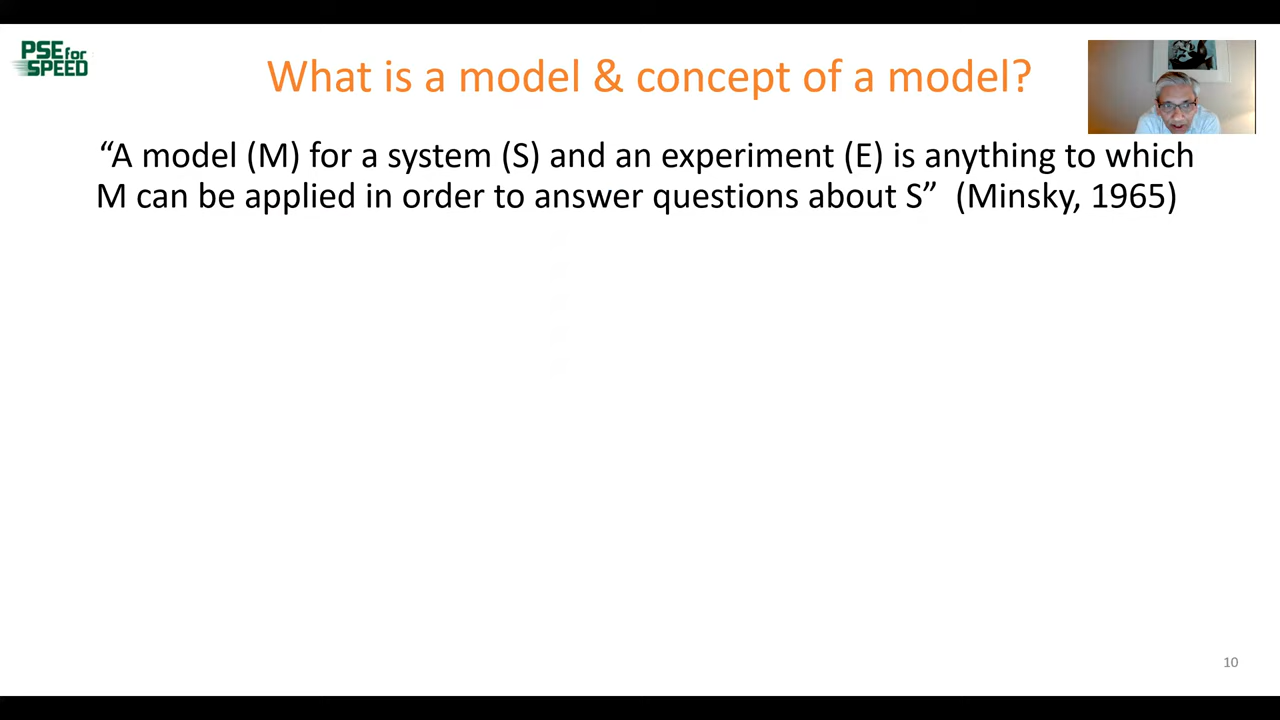 PSE for
SPEED
What is a model & concept of a model?
“A model (M) for a system (S) and an experiment (E) is anything to which
M can be applied in order to answer questions about S” (Minsky, 1965)
10